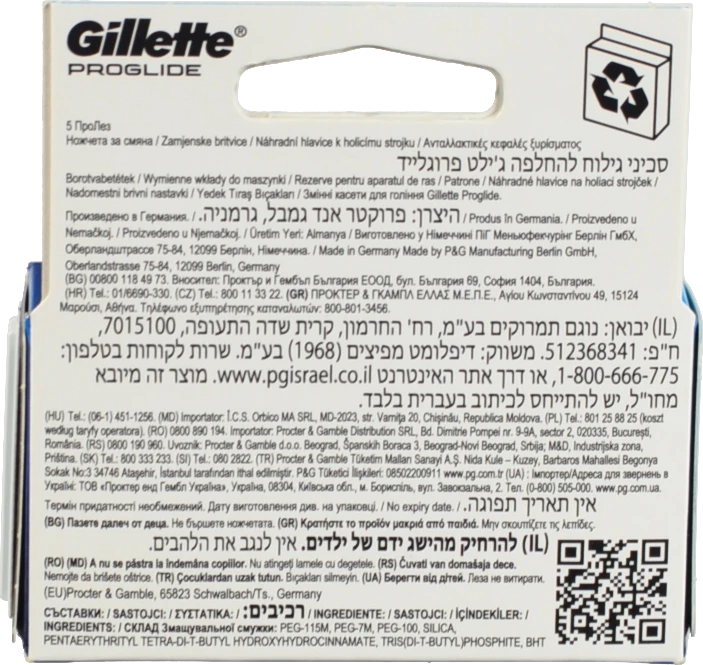 Gillette®
PROGLIDE
5 ПроЛез
Ножчета за смяна / Zamjenske britvice / Náhradní hlavice k holicímu strojku / Ανταλλακτικές κεφαλές ξυρίσματος
סכיני גילוח להחלפה ג'ילט פרוגלייד
Borotvabetétek / Wymienne wkłady do maszynki / Rezerve pentru aparatul de ras / Patrone / Náhradné hlavice na holiaci strojček /
Nadomestni brivni nastavki / Yedek Tıraş Bıçakları / Змінні касети для гоління Gillette Proglide.
Произведено в Германия. / היצרן: פרוקטר אנד גמבל, גרמניה. / Produs în Germania. / Proizvedeno u
Nemačkoj. / Proizvedeno u Njemačkoj. / Üretim Yeri: Almanya / Виготовлено у Німеччині ПіГ Меньюфекчурінг Берлін ГмбХ,
Оберландштрассе 75-84, 12099 Берлін, Німеччина. / Made in Germany Made by P&G Manufacturing Berlin GmbH,
Oberlandstrasse 75-84, 12099 Berlin, Germany
(BG) 00800 118 49 73. Вносител: Проктър и Гембъл България ЕООД, бул. България 69, София 1404, България.
(HR) Tel.: 01/6690-330. (CZ) Tel.: 800 11 33 22. (GR) ΠΡΟΚΤΕΡ & ΓΚΑΜΠΛ ΕΛΛΑΣ Μ.Ε.Π.Ε., Αγίου Κωνσταντίνου 49, 15124
Μαρούσι, Αθήνα. Τηλέφωνο εξυπηρέτησης καταναλωτών: 800-801-3456.
(IL) יבואן: נוגם תמרוקים בע"מ, רח' החרמון, קרית שדה התעופה, 7015100,
ח"פ: 512368341. משווק: דיפלומט מפיצים (1968) בע"מ. שרות לקוחות בטלפון:
1-800-666-775, או דרך אתר האינטרנט www.pgisrael.co.il. מוצר זה מיובא
מחו"ל, יש להתייחס לכיתוב בעברית בלבד.
(HU) Tel.: (06-1) 451-1256. (MD) Importator: Î.C.S. Orbico MA SRL, MD-2023, str. Varniţa 20, Chişinău, Republica Moldova. (PL) Tel.: 801 25 88 25 (koszt
według taryfy operatora). (RO) 0800 890 194. Importator: Procter & Gamble Distribution SRL, Bd. Dimitrie Pompei nr. 9-9A, sector 2, 020335, Bucureşti,
România. (RS) 0800 190 960. Uvoznik: Procter & Gamble d.o.o. Beograd, Španskih Boraca 3, Beograd-Novi Beograd, Srbija; M&D, Industrijska zona,
Priština. (SK) Tel.: 800 333 233. (SI) Tel.: 080 2822. (TR) Procter & Gamble Tüketim Malları Sanayi A.Ş. Nida Kule – Kuzey, Barbaros Mahallesi Begonya
Sokak No:3 34746 Ataşehir, İstanbul tarafından ithal edilmiştir. P&G Tüketici İlişkileri: 08502200911 www.pg.com.tr (UA) : Імпортер/Адреса для звернень в
Україні: ТОВ «Проктер енд Гембл Україна», Україна, 08304, Київська обл., м. Бориспіль, вул. Завокзальна, 2. Тел. (0-800) 505-000. www.pg.com.ua.
Термін придатності необмежений. Дату виготовлення див. на упаковці. / No expiry date. / אין תאריך תפוגה.
(BG) Пазете далеч от деца. Не бършете ножчетата. (GR) Κρατήστε το προϊόν μακριά από παιδιά. Μην σκουπίζετε τις λεπίδες.
(IL) להרחיק מהישג ידם של ילדים. אין לנגב את הלהבים.
(RO) (MD) A nu se păstra la îndemâna copiilor. Nu atingeţi lamele cu degetele. (RS) Čuvati van domašaja dece.
Nemojte da brišete oštrice. (TR) Çocuklardan uzak tutun. Bıçakları silmeyin. (UA) Берегти від дітей. Леза не витирати.
(EU)Procter & Gamble, 65823 Schwalbach/Ts., Germany
СЪСТАВКИ: / SASTOJCI: / ΣΥΣΤΑΤΙΚΑ: / רכיבים: / INGREDIENTE: / SASTOJCI: / İÇİNDEKİLER: /
INGREDIENTS: / СКЛАД Змащувальної смужки: PEG-115M, PEG-7M, PEG-100, SILICA,
PENTAERYTHRITYL TETRA-DI-T-BUTYL HYDROXYHYDROCINNAMATE, TRIS(DI-T-BUTYL)PHOSPHITE, BHT